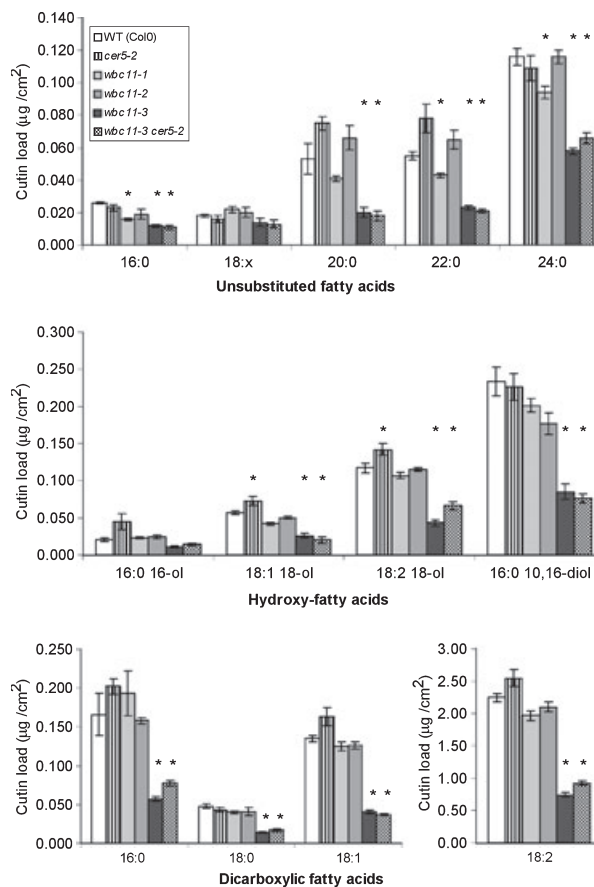 Cutin load (μg /cm2)
0.140
0.120
0.100
0.080
0.060
0.040
0.020
0.000
WT (Col0)
cer5-2
wbc11-1
wbc11-2
wbc11-3
wbc11-3 cer5-2
* * *
* *
* * *
* * *
16:0 18:x 20:0 22:0 24:0
Unsubstituted fatty acids
Cutin load (μg /cm2)
0.300
0.250
0.200
0.150
0.100
0.050
0.000
* * *
* * *
* *
16:0 16-ol 18:1 18-ol 18:2 18-ol 16:0 10,16-diol
Hydroxy-fatty acids
Cutin load (μg /cm2)
0.250
0.200
0.150
0.100
0.050
0.000
* *
* *
* *
16:0 18:0 18:1
Cutin load (μg /cm2)
3.00
2.50
2.00
1.50
1.00
0.50
0.00
* *
18:2
Dicarboxylic fatty acids